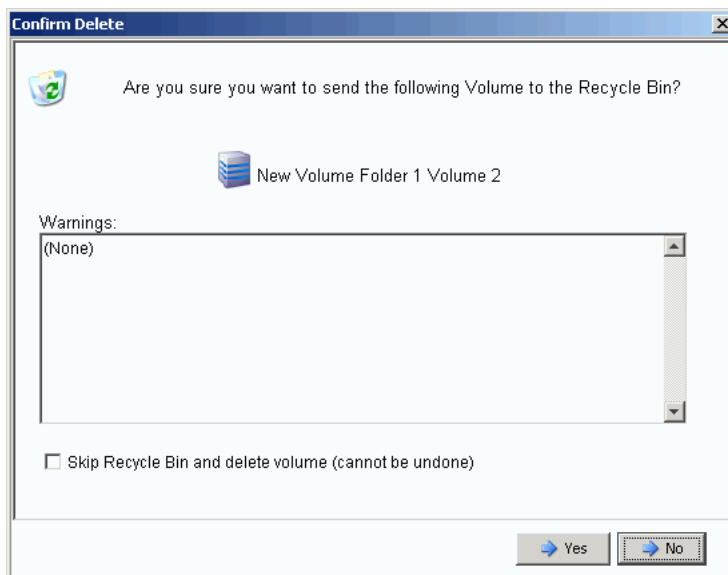 Confirm Delete
Are you sure you want to send the following Volume to the Recycle Bin?
New Volume Folder 1 Volume 2
Warnings:
(None)
Skip Recycle Bin and delete volume (cannot be undone)
Yes
No